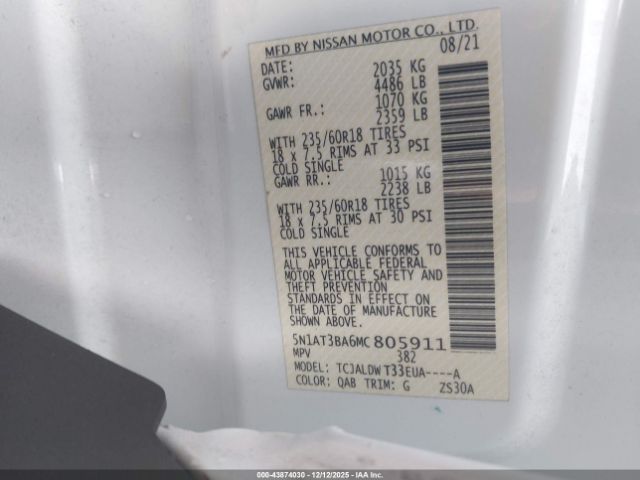 MFD BY NISSAN MOTOR CO., LTD.
DATE: 08/21
GVWR: 2035 KG
4486 LB
GAWR FR.: 1070 KG
2359 LB
WITH 235/60R18 TIRES
18 x 7.5 RIMS AT 33 PSI
COLD SINGLE
GAWR RR.: 1015 KG
2238 LB
WITH 235/60R18 TIRES
18 x 7.5 RIMS AT 30 PSI
COLD SINGLE
THIS VEHICLE CONFORMS TO
ALL APPLICABLE FEDERAL
MOTOR VEHICLE SAFETY AND
THEFT PREVENTION
STANDARDS IN EFFECT ON
THE DATE OF MANUFACTURE
SHOWN ABOVE.
5N1AT3BA6MC805911
MPV 382
MODEL: TCJALDW T33EUA----A
COLOR: QAB TRIM: G ZS30A
000-43874030 - 12/12/2025 - IAA Inc.